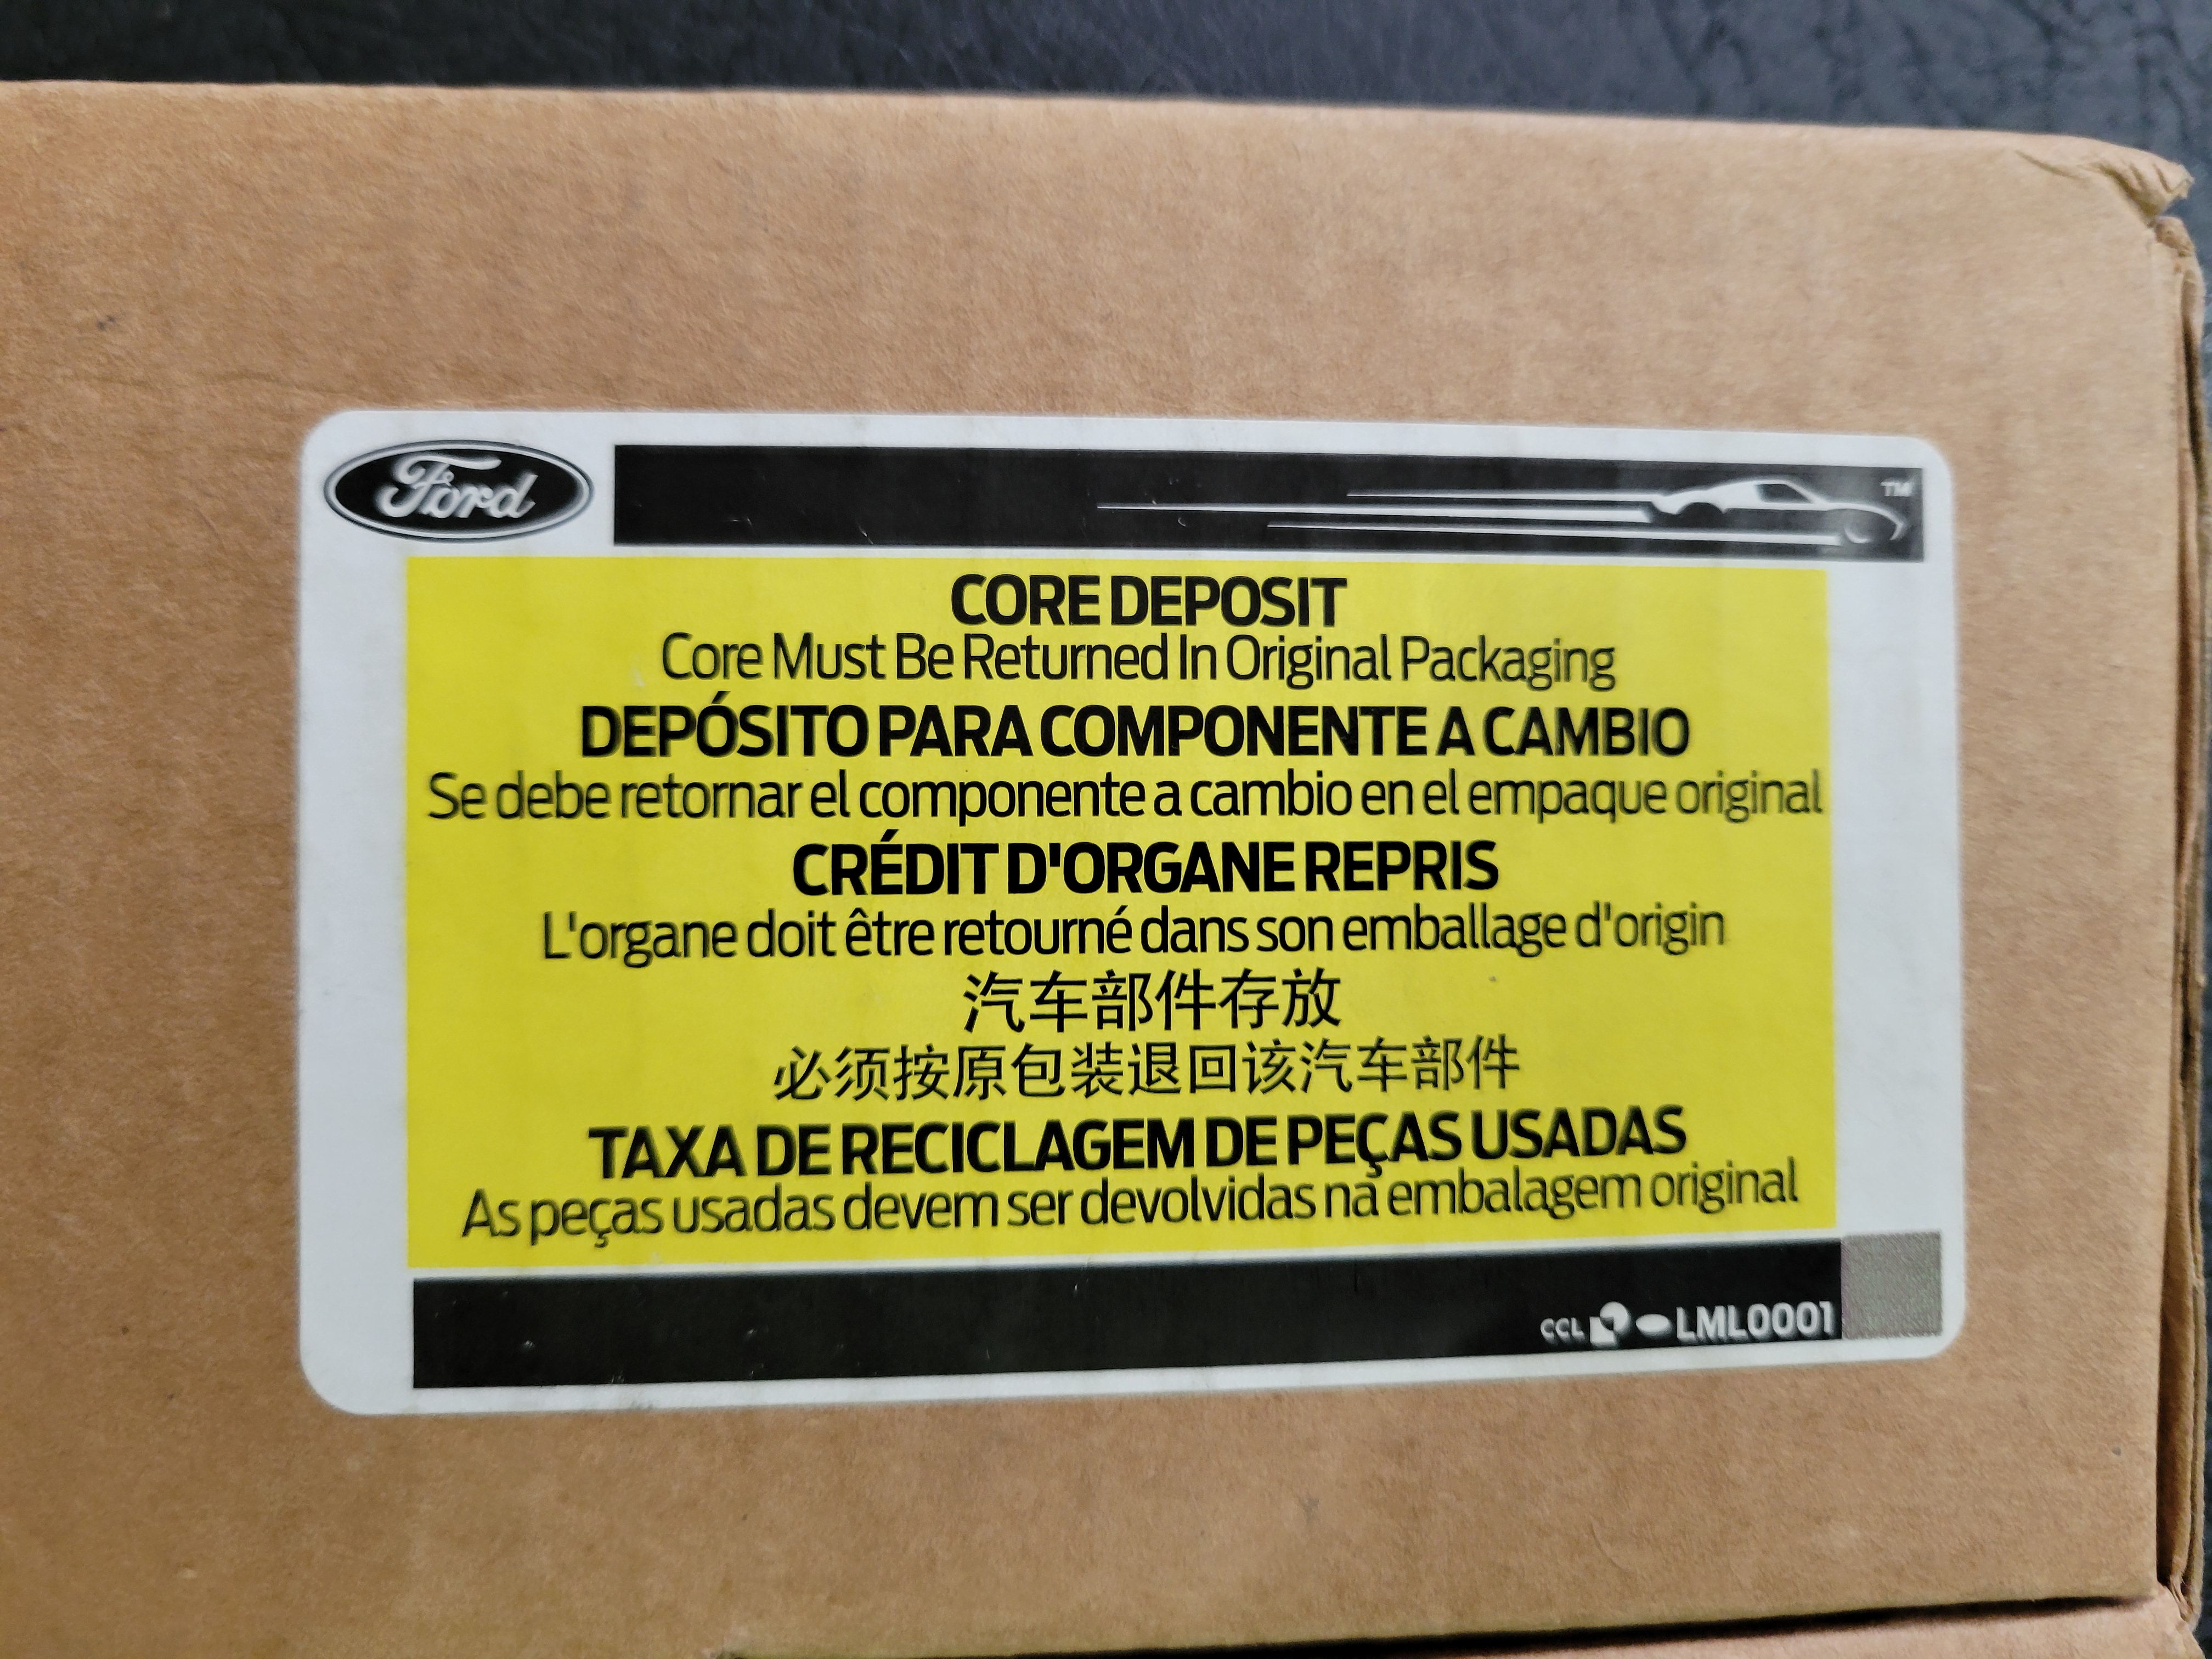 Ford
TM
CORE DEPOSIT
Core Must Be Returned In Original Packaging
DEPÓSITO PARA COMPONENTE A CAMBIO
Se debe retornar el componente a cambio en el empaque original
CRÉDIT D'ORGANE REPRIS
L'organe doit être retourné dans son emballage d'origin
汽车部件存放
必须按原包装退回该汽车部件
TAXA DE RECICLAGEM DE PEÇAS USADAS
As peças usadas devem ser devolvidas na embalagem original
CCL LML0001